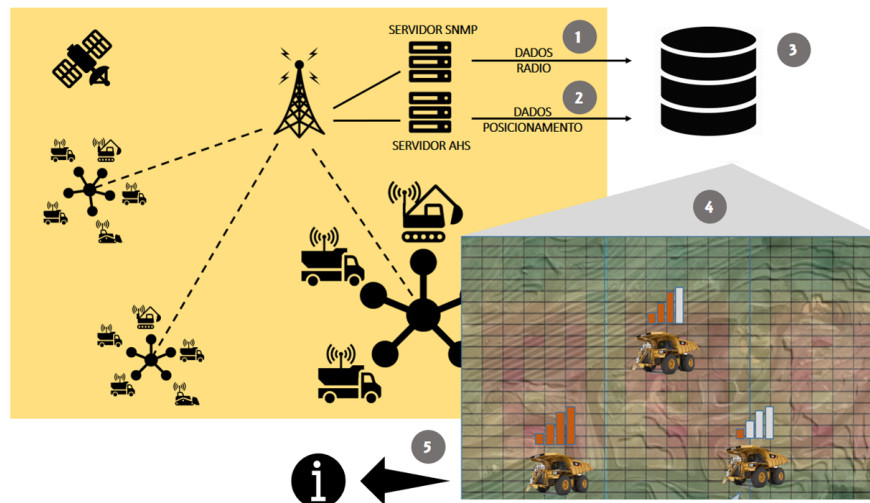 SERVIDOR SNMP
1
DADOS
RADIO
2
DADOS
POSICIONAMENTO
SERVIDOR AHS
3
4
5
i